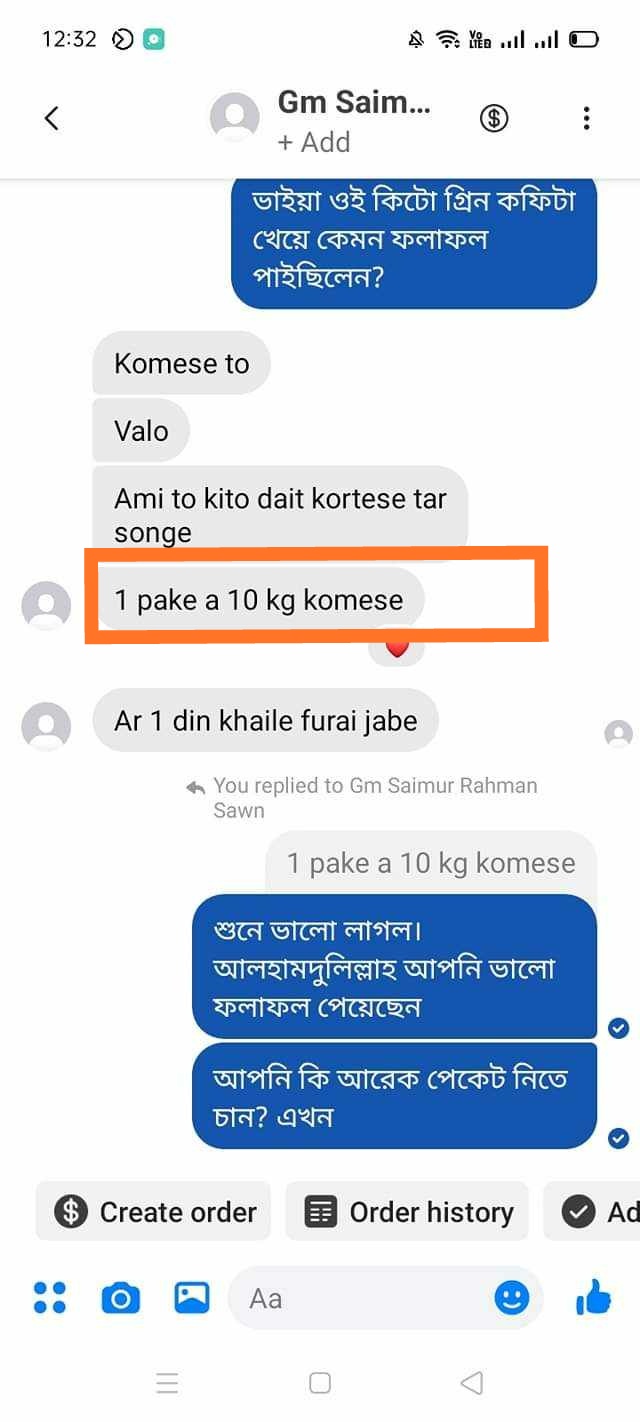 12:32
Vo
LTE2
Gm Saim...
+ Add
ভাইয়া ওই কিটো গ্রিন কফিটা
খেয়ে কেমন ফলাফল
পাইছিলেন?
Komese to
Valo
Ami to kito dait kortese tar
songe
1 pake a 10 kg komese
Ar 1 din khaile furai jabe
You replied to Gm Saimur Rahman
Sawn
1 pake a 10 kg komese
শুনে ভালো লাগল।
আলহামদুলিল্লাহ আপনি ভালো
ফলাফল পেয়েছেন
আপনি কি আরেক পেকেট নিতে
চান? এখন
Create order
Order history
Ad
Aa